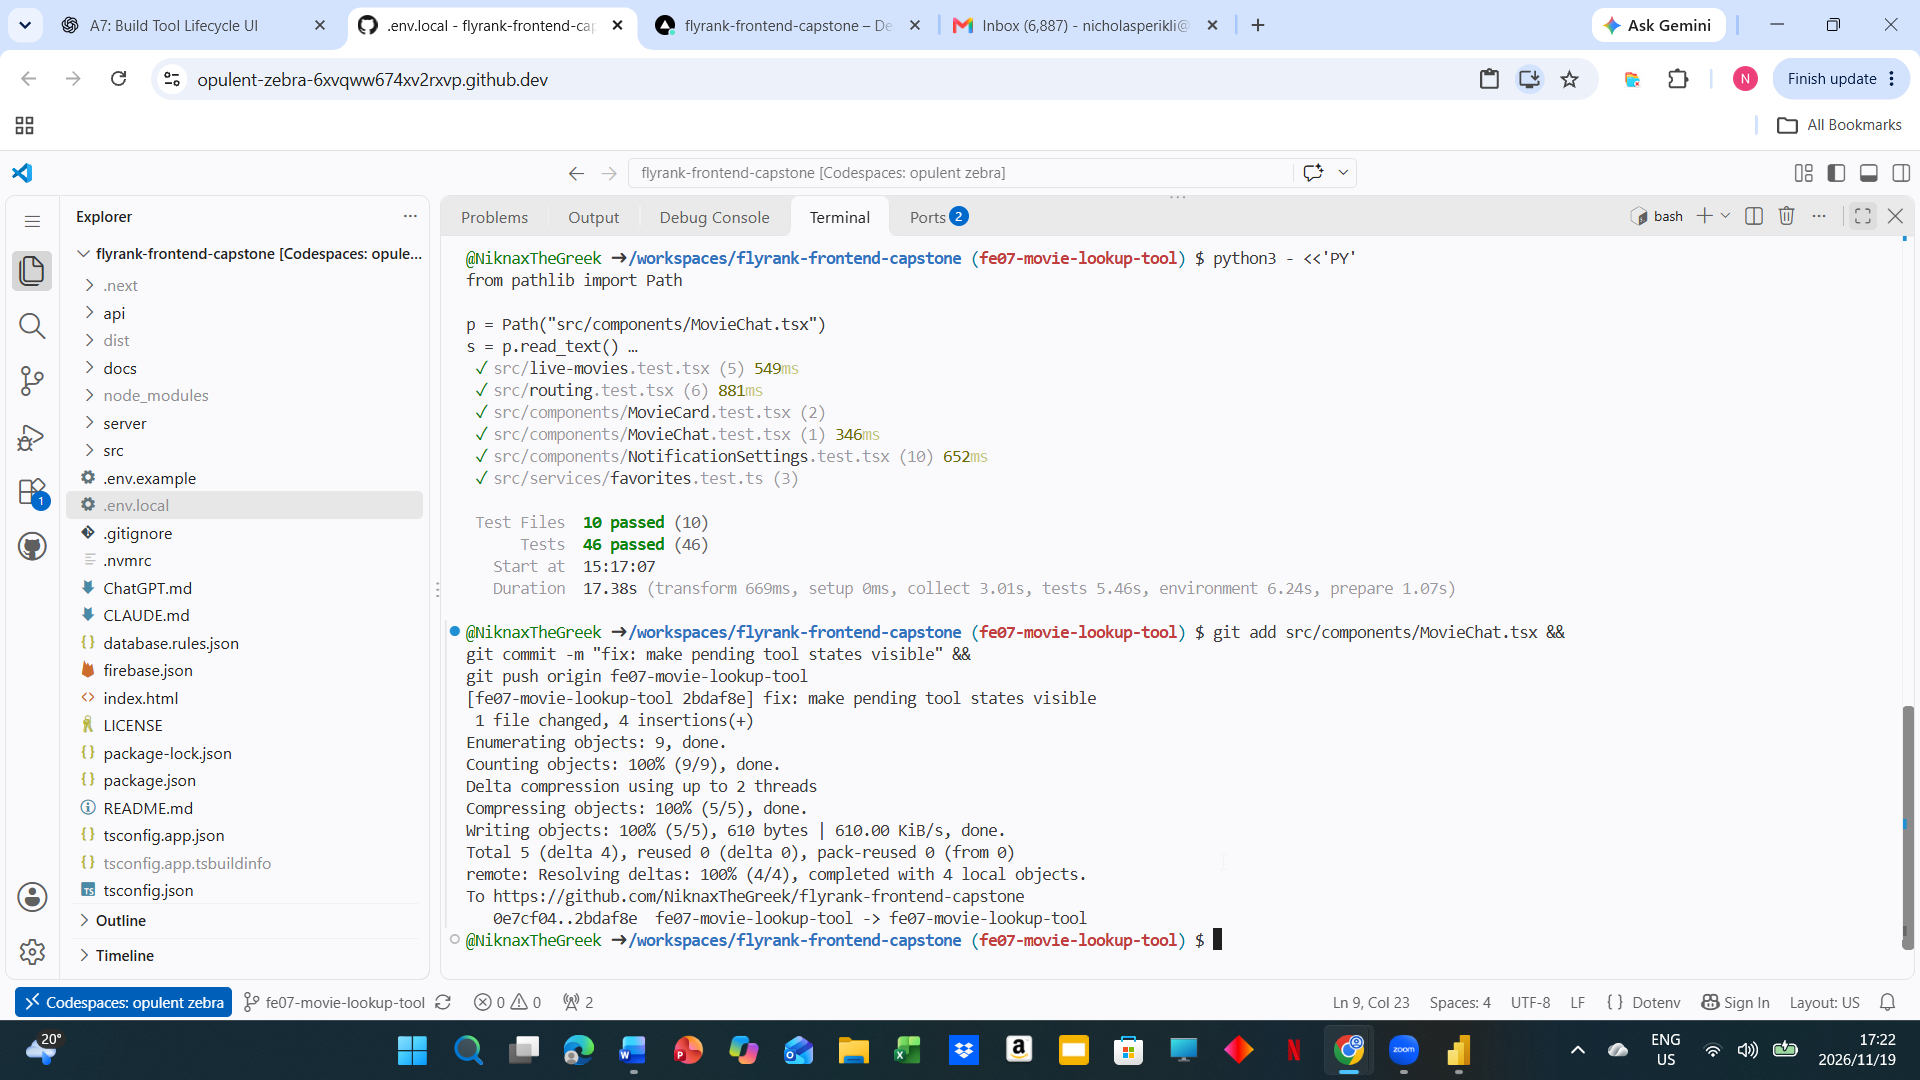 A7: Build Tool Lifecycle UI
.env.local - flyrank-frontend-cap
flyrank-frontend-capstone – De
Inbox (6,887) - nicholasperikli@
Ask Gemini
opulent-zebra-6xvqww674xv2rxvp.github.dev
N
Finish update
All Bookmarks
flyrank-frontend-capstone [Codespaces: opulent zebra]
Explorer
Problems
Output
Debug Console
Terminal
Ports 2
bash
flyrank-frontend-capstone [Codespaces: opule...
.next
api
dist
docs
node_modules
server
src
.env.example
.env.local
.gitignore
.nvmrc
ChatGPT.md
CLAUDE.md
database.rules.json
firebase.json
index.html
LICENSE
package-lock.json
package.json
README.md
tsconfig.app.json
tsconfig.app.tsbuildinfo
tsconfig.json
Outline
Timeline
1
@NiknaxTheGreek ➜/workspaces/flyrank-frontend-capstone (fe07-movie-lookup-tool) $ python3 - <<'PY'
from pathlib import Path
p = Path("src/components/MovieChat.tsx")
s = p.read_text() …
✓ src/live-movies.test.tsx (5) 549ms
✓ src/routing.test.tsx (6) 881ms
✓ src/components/MovieCard.test.tsx (2)
✓ src/components/MovieChat.test.tsx (1) 346ms
✓ src/components/NotificationSettings.test.tsx (10) 652ms
✓ src/services/favorites.test.ts (3)
Test Files 10 passed (10)
Tests 46 passed (46)
Start at 15:17:07
Duration 17.38s (transform 669ms, setup 0ms, collect 3.01s, tests 5.46s, environment 6.24s, prepare 1.07s)
@NiknaxTheGreek ➜/workspaces/flyrank-frontend-capstone (fe07-movie-lookup-tool) $ git add src/components/MovieChat.tsx &&
git commit -m "fix: make pending tool states visible" &&
git push origin fe07-movie-lookup-tool
[fe07-movie-lookup-tool 2bdaf8e] fix: make pending tool states visible
1 file changed, 4 insertions(+)
Enumerating objects: 9, done.
Counting objects: 100% (9/9), done.
Delta compression using up to 2 threads
Compressing objects: 100% (5/5), done.
Writing objects: 100% (5/5), 610 bytes | 610.00 KiB/s, done.
Total 5 (delta 4), reused 0 (delta 0), pack-reused 0 (from 0)
remote: Resolving deltas: 100% (4/4), completed with 4 local objects.
To https://github.com/NiknaxTheGreek/flyrank-frontend-capstone
0e7cf04..2bdaf8e fe07-movie-lookup-tool -> fe07-movie-lookup-tool
@NiknaxTheGreek ➜/workspaces/flyrank-frontend-capstone (fe07-movie-lookup-tool) $
Codespaces: opulent zebra
fe07-movie-lookup-tool
0 0
2
Ln 9, Col 23
Spaces: 4
UTF-8
LF
{ } Dotenv
Sign In
Layout: US
20°
zoom
ENG
US
17:22
2026/11/19